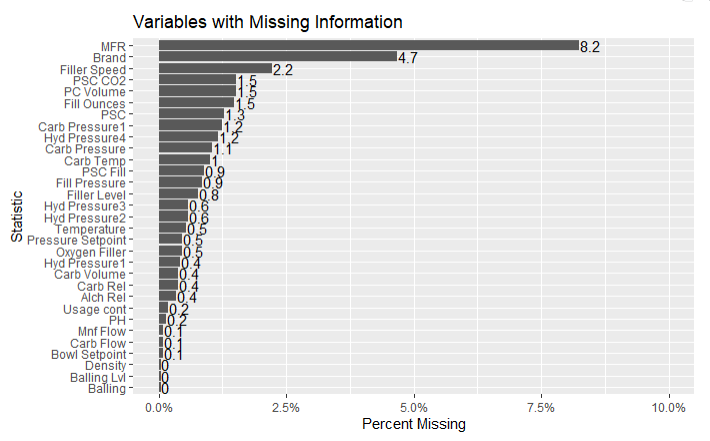 Variables with Missing Information
Statistic
MFR 8.2
Brand 4.7
Filler Speed 2.2
PSC CO2 1.5
PC Volume 1.5
Fill Ounces 1.5
PSC 1.3
Carb Pressure1 1.2
Hyd Pressure4 1.2
Carb Pressure 1.1
Carb Temp 1
PSC Fill 0.9
Fill Pressure 0.9
Filler Level 0.8
Hyd Pressure3 0.6
Hyd Pressure2 0.6
Temperature 0.5
Pressure Setpoint 0.5
Oxygen Filler 0.5
Hyd Pressure1 0.4
Carb Volume 0.4
Carb Rel 0.4
Alch Rel 0.4
Usage cont 0.2
PH 0.2
Mnf Flow 0.1
Carb Flow 0.1
Bowl Setpoint 0.1
Density 0
Balling Lvl 0
Balling 0
0.0% 2.5% 5.0% 7.5% 10.0%
Percent Missing